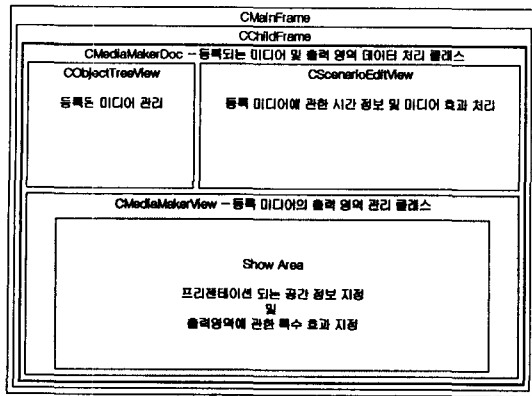 CMainFrame
CChildFrame
CMediaMakerDoc – 등록되는 미디어 및 출력 영역 데이터 처리 클래스
CObjectTreeView
등록된 미디어 관리
CScenarioEditView
등록 미디어에 관한 시간 정보 및 미디어 효과 처리
CMediaMakerView – 등록 미디어의 출력 영역 관리 클래스
Show Area
프리젠테이션 되는 공간 정보 지정
및
출력영역에 관한 특수 효과 지정